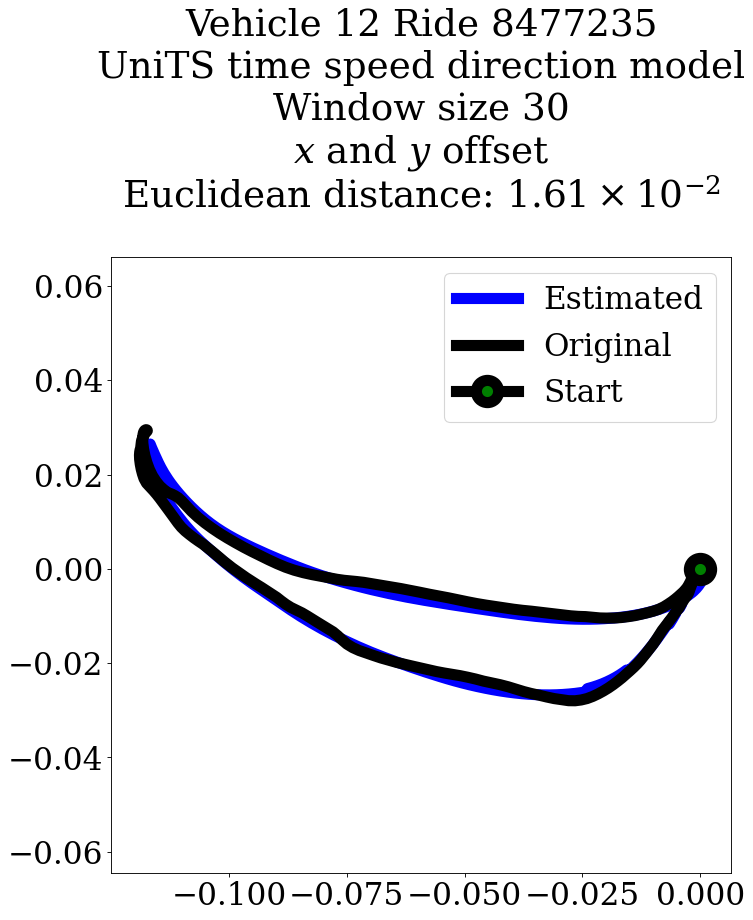 Vehicle 12 Ride 8477235
UniTS time speed direction model
Window size 30
x and y offset
Euclidean distance: 1.61 × 10⁻²
Estimated
Original
Start
0.06
0.04
0.02
0.00
−0.02
−0.04
−0.06
−0.100 −0.075 −0.050 −0.025 0.000